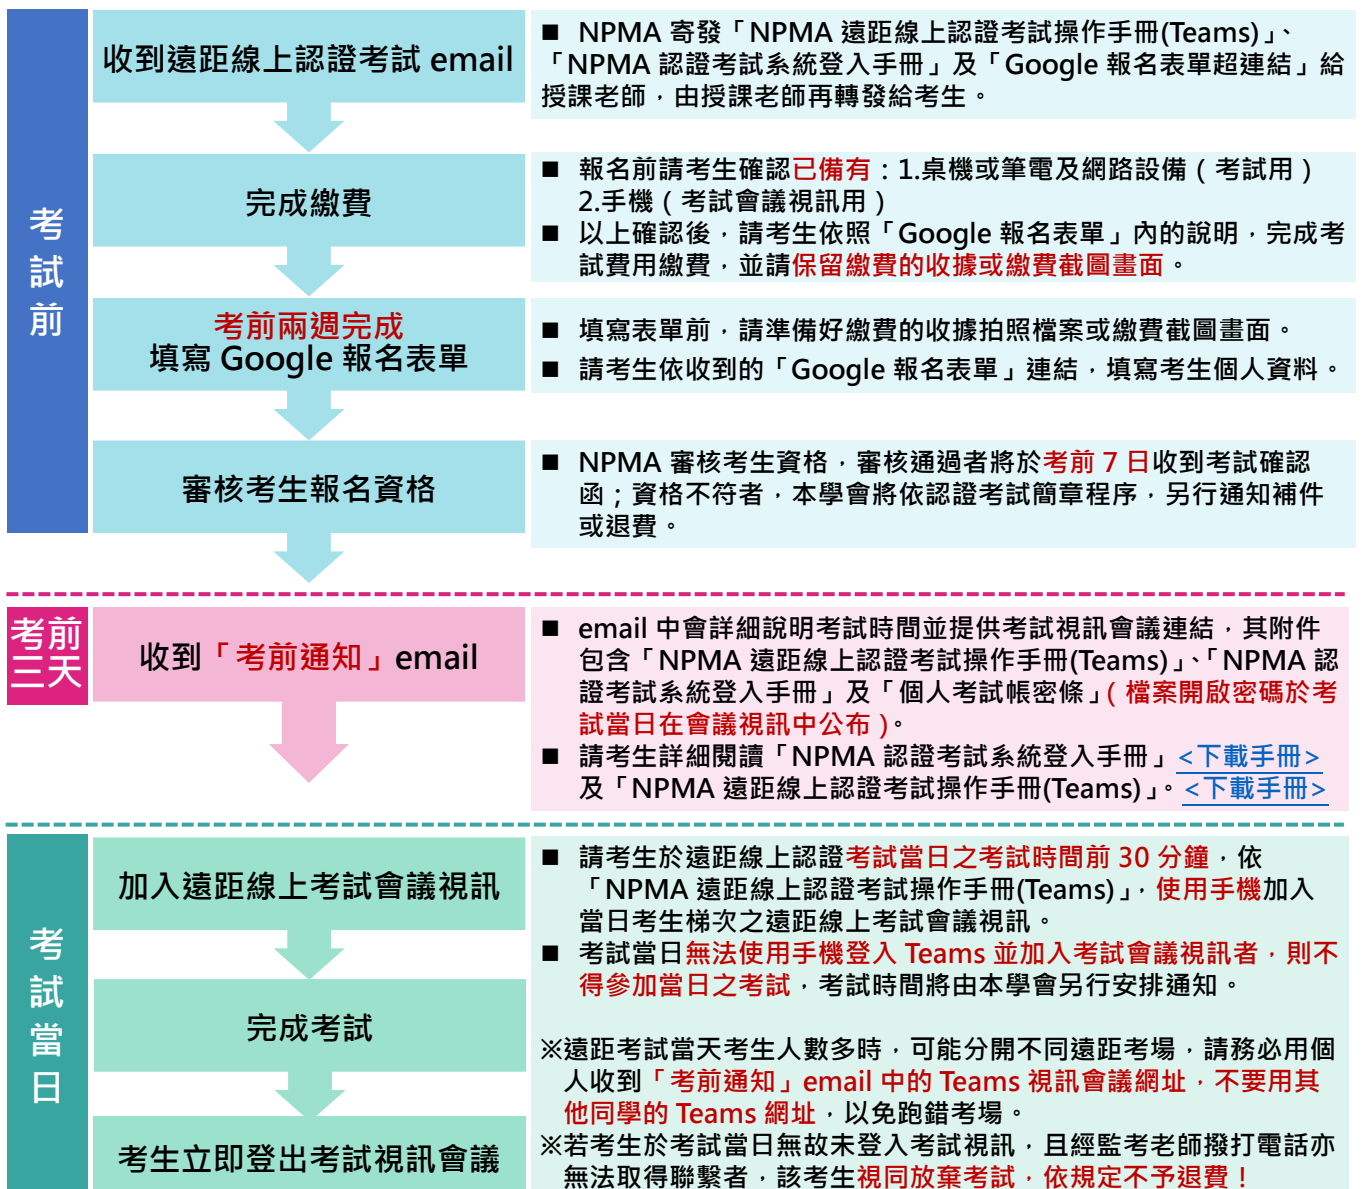 考試前
收到遠距線上認證考試 email
■ NPMA 寄發「NPMA 遠距線上認證考試操作手冊(Teams)」、
「NPMA 認證考試系統登入手冊」及「Google 報名表單超連結」給
授課老師，由授課老師再轉發給考生。
完成繳費
■ 報名前請考生確認已備有：1.桌機或筆電及網路設備（考試用）
2.手機（考試會議視訊用）
■ 以上確認後，請考生依照「Google 報名表單」內的說明，完成考
試費用繳費，並請保留繳費的收據或繳費截圖畫面。
考前兩週完成
填寫 Google 報名表單
■ 填寫表單前，請準備好繳費的收據拍照檔案或繳費截圖畫面。
■ 請考生依收到的「Google 報名表單」連結，填寫考生個人資料。
審核考生報名資格
■ NPMA 審核考生資格，審核通過者將於考前 7 日收到考試確認
函；資格不符者，本學會將依認證考試簡章程序，另行通知補件
或退費。
考前
三天
收到「考前通知」email
■ email 中會詳細說明考試時間並提供考試視訊會議連結，其附件
包含「NPMA 遠距線上認證考試操作手冊(Teams)」、「NPMA 認
證考試系統登入手冊」及「個人考試帳密條」（檔案開啟密碼於考
試當日在會議視訊中公布）。
■ 請考生詳細閱讀「NPMA 認證考試系統登入手冊」<下載手冊>
及「NPMA 遠距線上認證考試操作手冊(Teams)」。<下載手冊>
考試當日
加入遠距線上考試會議視訊
■ 請考生於遠距線上認證考試當日之考試時間前 30 分鐘，依
「NPMA 遠距線上認證考試操作手冊(Teams)」，使用手機加入
當日考生梯次之遠距線上考試會議視訊。
■ 考試當日無法使用手機登入 Teams 並加入考試會議視訊者，則不
得參加當日之考試，考試時間將由本學會另行安排通知。
完成考試
※遠距考試當天考生人數多時，可能分開不同遠距考場，請務必用個
人收到「考前通知」email 中的 Teams 視訊會議網址，不要用其
他同學的 Teams 網址，以免跑錯考場。
考生立即登出考試視訊會議
※若考生於考試當日無故未登入考試視訊，且經監考老師撥打電話亦
無法取得聯繫者，該考生視同放棄考試，依規定不予退費！